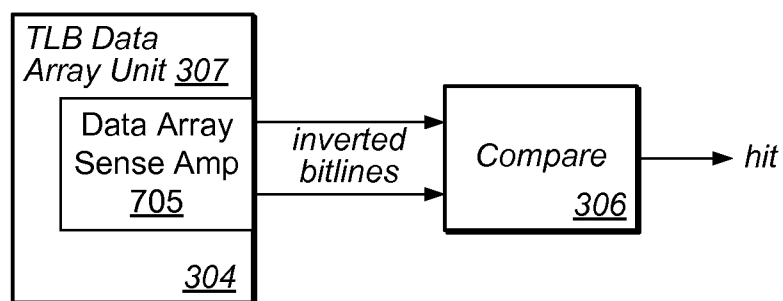 TLB Data
Array Unit 307
Data Array
Sense Amp
705
304
inverted
bitlines
Compare
306
hit